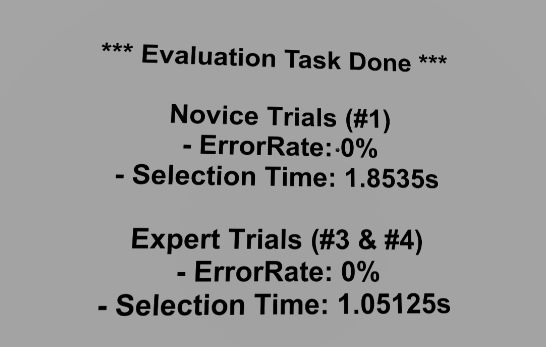 *** Evaluation Task Done ***
Novice Trials (#1)
- ErrorRate: 0%
- Selection Time: 1.8535s
Expert Trials (#3 & #4)
- ErrorRate: 0%
- Selection Time: 1.05125s